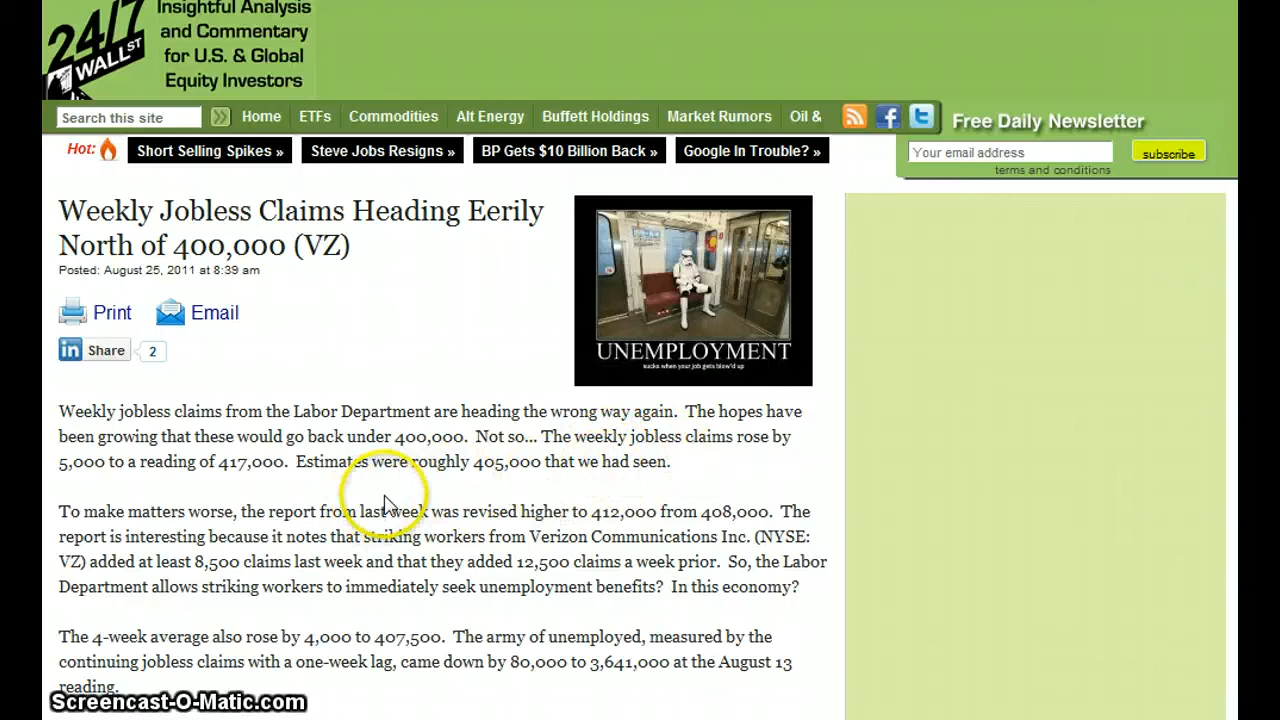 24/7
WALL ST
Insightful Analysis
and Commentary
for U.S. & Global
Equity Investors
Search this site
Home
ETFs
Commodities
Alt Energy
Buffett Holdings
Market Rumors
Oil &
Free Daily Newsletter
Hot:
Short Selling Spikes »
Steve Jobs Resigns »
BP Gets $10 Billion Back »
Google In Trouble? »
Your email address
subscribe
terms and conditions
Weekly Jobless Claims Heading Eerily
North of 400,000 (VZ)
Posted: August 25, 2011 at 8:39 am
Print
Email
in Share 2
UNEMPLOYMENT
sucks when your job gets blow'd up
Weekly jobless claims from the Labor Department are heading the wrong way again. The hopes have
been growing that these would go back under 400,000. Not so... The weekly jobless claims rose by
5,000 to a reading of 417,000. Estimates were roughly 405,000 that we had seen.
To make matters worse, the report from last week was revised higher to 412,000 from 408,000. The
report is interesting because it notes that striking workers from Verizon Communications Inc. (NYSE:
VZ) added at least 8,500 claims last week and that they added 12,500 claims a week prior. So, the Labor
Department allows striking workers to immediately seek unemployment benefits? In this economy?
The 4-week average also rose by 4,000 to 407,500. The army of unemployed, measured by the
continuing jobless claims with a one-week lag, came down by 80,000 to 3,641,000 at the August 13
reading.
Screencast-O-Matic.com